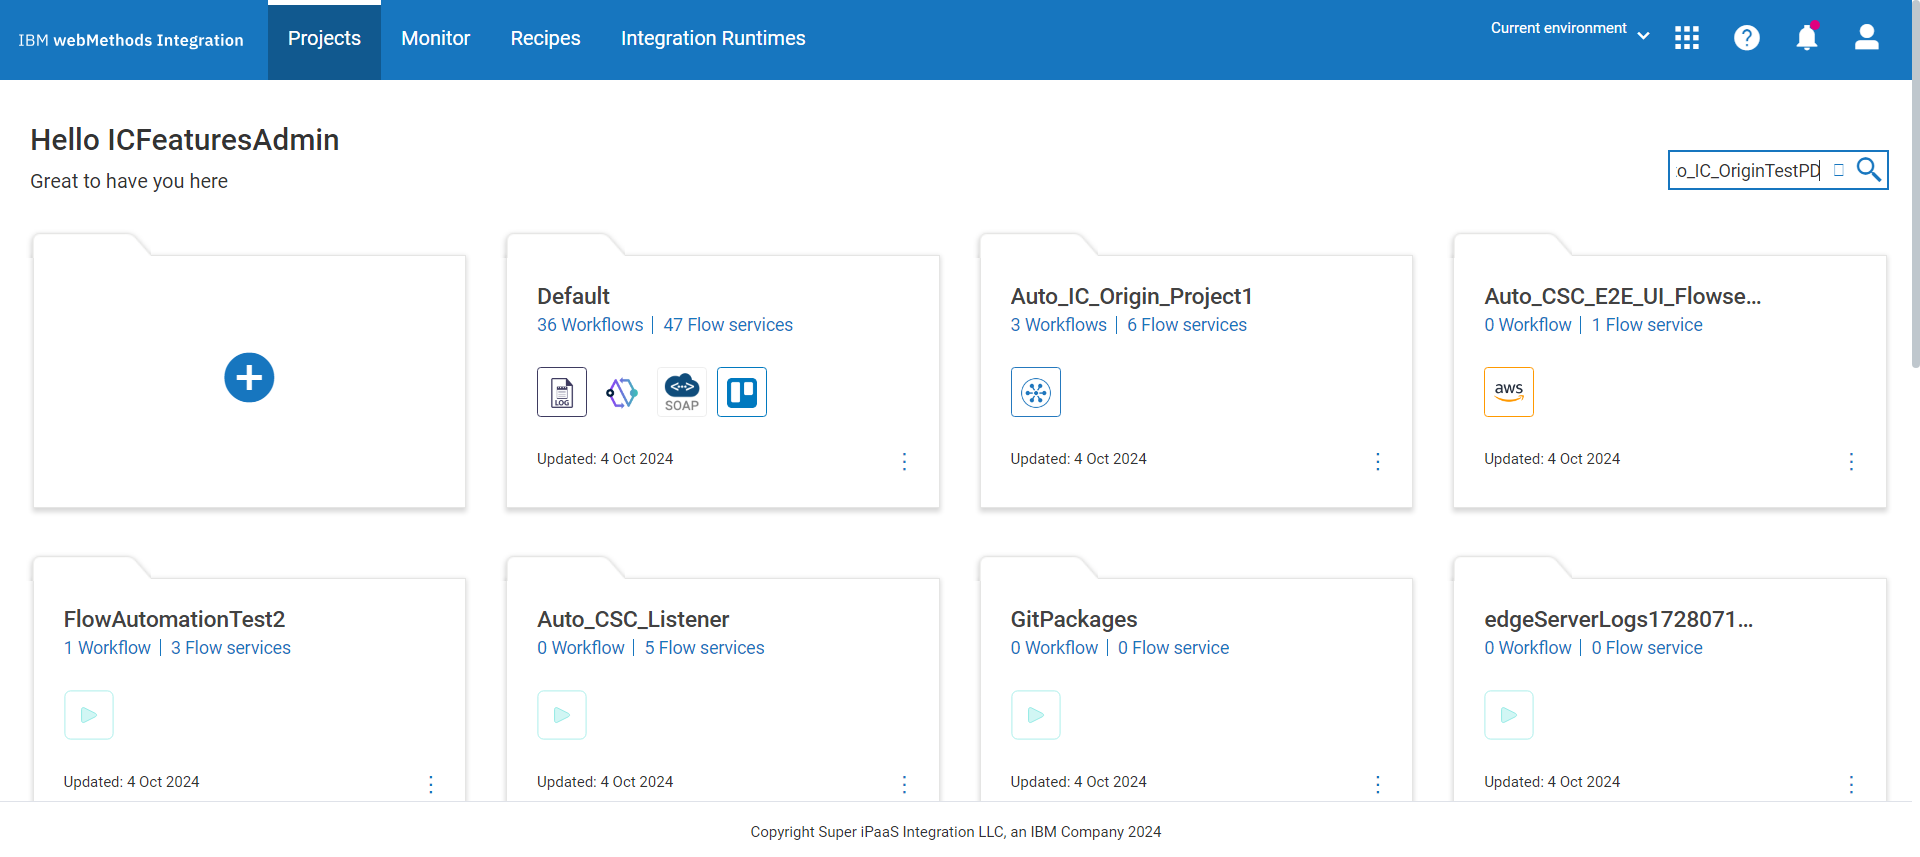 IBM webMethods Integration
Projects
Monitor
Recipes
Integration Runtimes
Current environment
Hello ICFeaturesAdmin
Great to have you here
o_IC_OriginTestPD
Default
36 Workflows | 47 Flow services
LOG
SOAP
Updated: 4 Oct 2024
Auto_IC_Origin_Project1
3 Workflows | 6 Flow services
Updated: 4 Oct 2024
Auto_CSC_E2E_UI_Flowse...
0 Workflow | 1 Flow service
aws
Updated: 4 Oct 2024
FlowAutomationTest2
1 Workflow | 3 Flow services
Updated: 4 Oct 2024
Auto_CSC_Listener
0 Workflow | 5 Flow services
Updated: 4 Oct 2024
GitPackages
0 Workflow | 0 Flow service
Updated: 4 Oct 2024
edgeServerLogs1728071...
0 Workflow | 0 Flow service
Updated: 4 Oct 2024
Copyright Super iPaaS Integration LLC, an IBM Company 2024